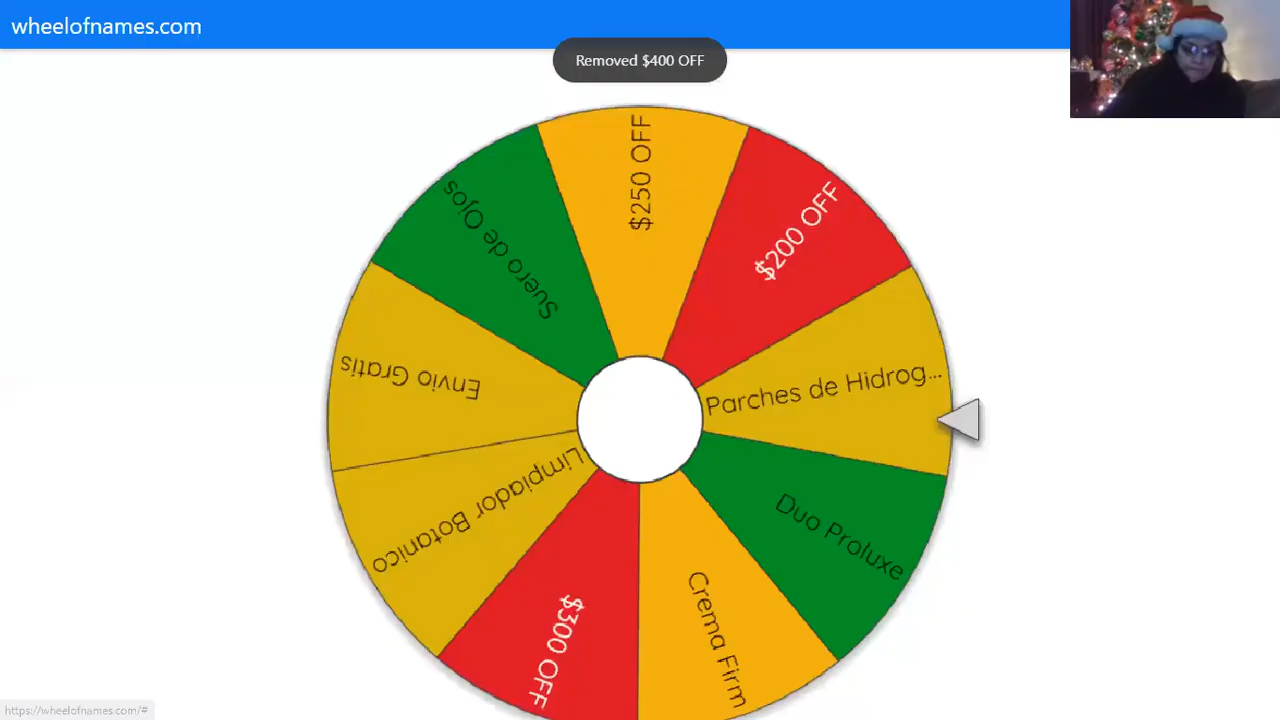 wheelofnames.com
Removed $400 OFF
$250 OFF
$200 OFF
Suero de Ojos
Envio Gratis
Parches de Hidrog...
Limpiador Botanico
Duo Proluxe
$300 OFF
Crema Firm
https://wheelofnames.com/#